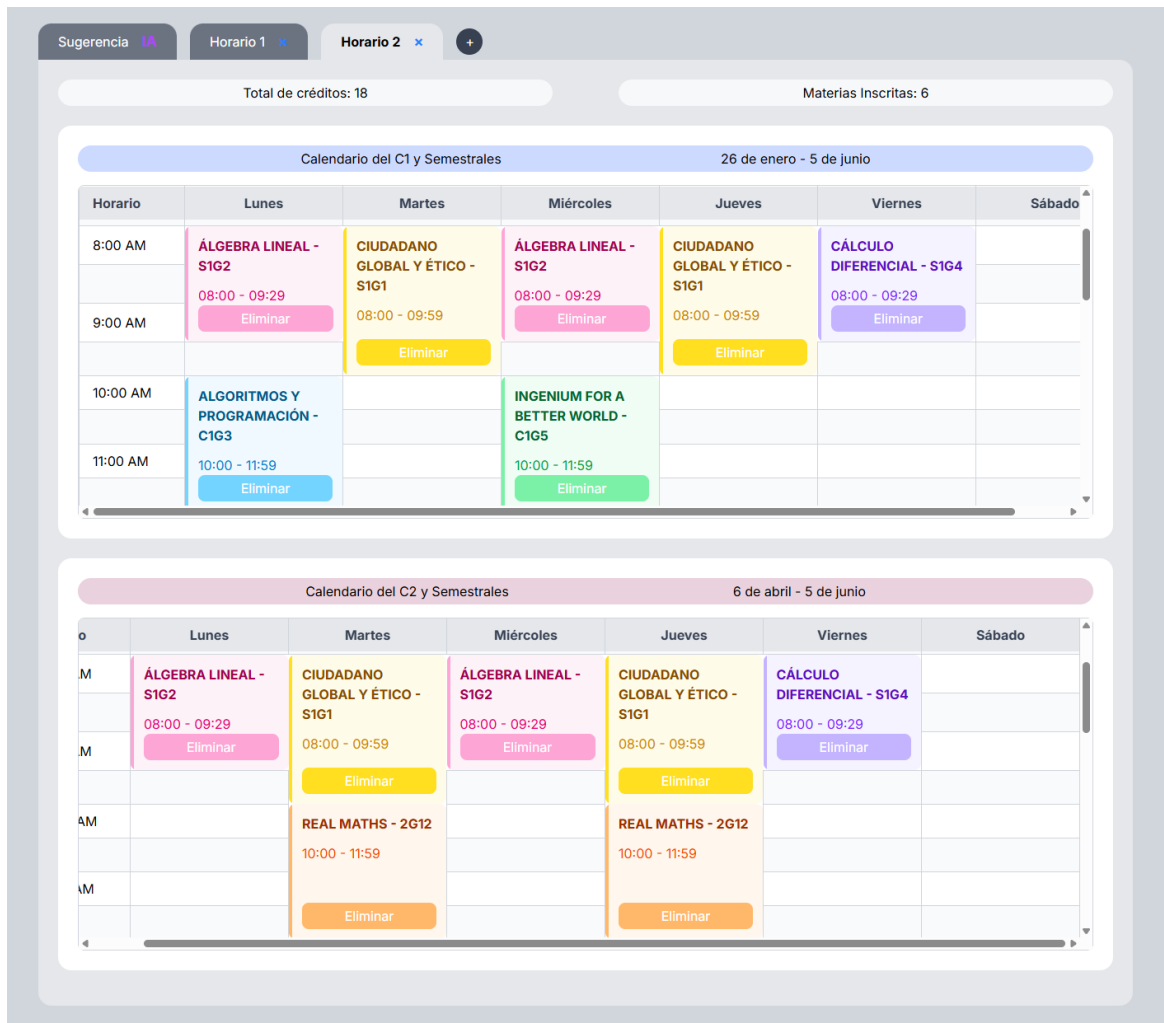 Sugerencia IA Horario 1 × Horario 2 × +
Total de créditos: 18 Materias Inscritas: 6
Calendario del C1 y Semestrales 26 de enero - 5 de junio
Horario Lunes Martes Miércoles Jueves Viernes Sábado
8:00 AM
ÁLGEBRA LINEAL -
S1G2
08:00 - 09:29
Eliminar
CIUDADANO
GLOBAL Y ÉTICO -
S1G1
08:00 - 09:59
Eliminar
ÁLGEBRA LINEAL -
S1G2
08:00 - 09:29
Eliminar
CIUDADANO
GLOBAL Y ÉTICO -
S1G1
08:00 - 09:59
Eliminar
CÁLCULO
DIFERENCIAL - S1G4
08:00 - 09:29
Eliminar
9:00 AM
10:00 AM
ALGORITMOS Y
PROGRAMACIÓN -
C1G3
10:00 - 11:59
Eliminar
INGENIUM FOR A
BETTER WORLD -
C1G5
10:00 - 11:59
Eliminar
11:00 AM
Calendario del C2 y Semestrales 6 de abril - 5 de junio
o Lunes Martes Miércoles Jueves Viernes Sábado
AM
ÁLGEBRA LINEAL -
S1G2
08:00 - 09:29
Eliminar
CIUDADANO
GLOBAL Y ÉTICO -
S1G1
08:00 - 09:59
Eliminar
ÁLGEBRA LINEAL -
S1G2
08:00 - 09:29
Eliminar
CIUDADANO
GLOBAL Y ÉTICO -
S1G1
08:00 - 09:59
Eliminar
CÁLCULO
DIFERENCIAL - S1G4
08:00 - 09:29
Eliminar
AM
AM
REAL MATHS - 2G12
10:00 - 11:59
Eliminar
REAL MATHS - 2G12
10:00 - 11:59
Eliminar
AM